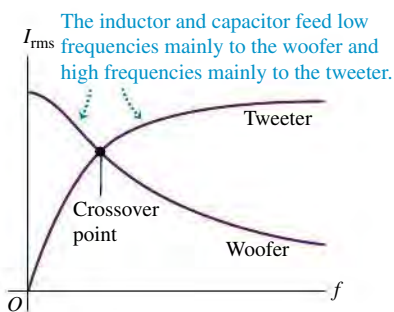 The inductor and capacitor feed low
frequencies mainly to the woofer and
high frequencies mainly to the tweeter.
Irms
Tweeter
Crossover
point
Woofer
f
O